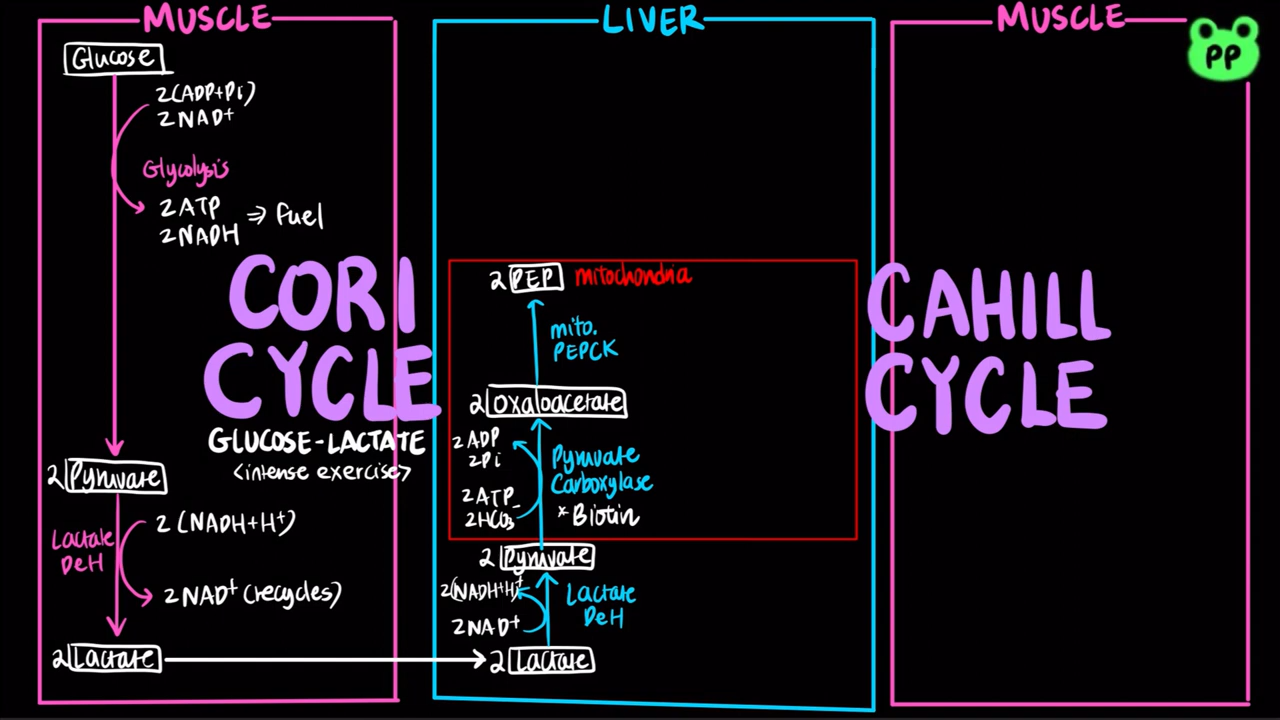 MUSCLE
Glucose
2(ADP+Pi)
2NAD⁺
Glycolysis
2ATP
2NADH
⇒ fuel
CORI
CYCLE
GLUCOSE-LACTATE
<intense exercise>
2 Pyruvate
Lactate
DeH
2 (NADH+H⁺)
2NAD⁺ (recycles)
2 Lactate
LIVER
2 PEP
mitochondria
mito.
PEPCK
2 Oxaloacetate
2ADP
2Pi
2ATP
2HCO₃⁻
Pyruvate
Carboxylase
* Biotin
2 Pyruvate
2(NADH+H)⁺
2NAD⁺
Lactate
DeH
2 Lactate
MUSCLE
PP
CAHILL
CYCLE